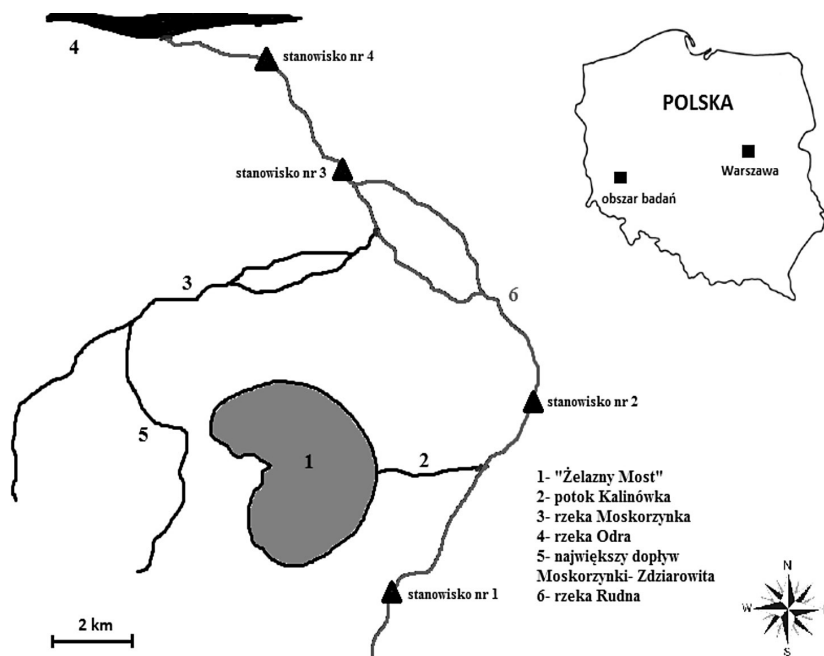 4
stanowisko nr 4
POLSKA
Warszawa
obszar badań
stanowisko nr 3
3
6
stanowisko nr 2
5
1
2
1- "Żelazny Most"
2- potok Kalinówka
3- rzeka Moskorzynka
4- rzeka Odra
5- największy dopływ
Moskorzynki- Zdziarowita
6- rzeka Rudna
stanowisko nr 1
2 km
N
W
S